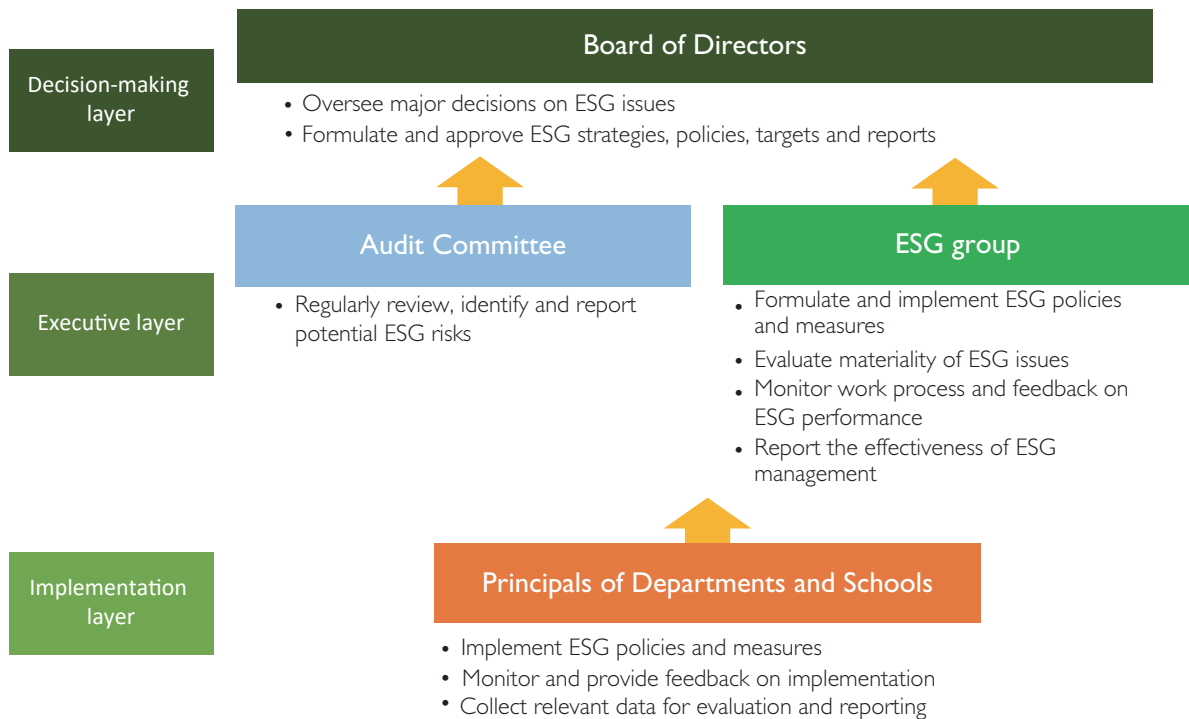 Decision-making
layer
Board of Directors
• Oversee major decisions on ESG issues
• Formulate and approve ESG strategies, policies, targets and reports
Executive layer
Audit Committee
• Regularly review, identify and report
potential ESG risks
ESG group
• Formulate and implement ESG policies
and measures
• Evaluate materiality of ESG issues
• Monitor work process and feedback on
ESG performance
• Report the effectiveness of ESG
management
Implementation
layer
Principals of Departments and Schools
• Implement ESG policies and measures
• Monitor and provide feedback on implementation
• Collect relevant data for evaluation and reporting